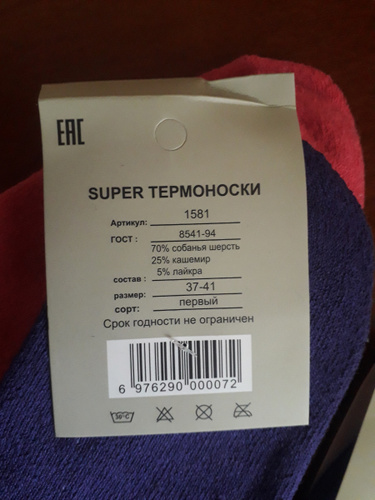 EAC
SUPER ТЕРМОНОСКИ
Артикул: 1581
ГОСТ : 8541-94
70% собанья шерсть
25% кашемир
состав : 5% лайкра
размер: 37-41
сорт: первый
Срок годности не ограничен
6 976290 000072
30°C